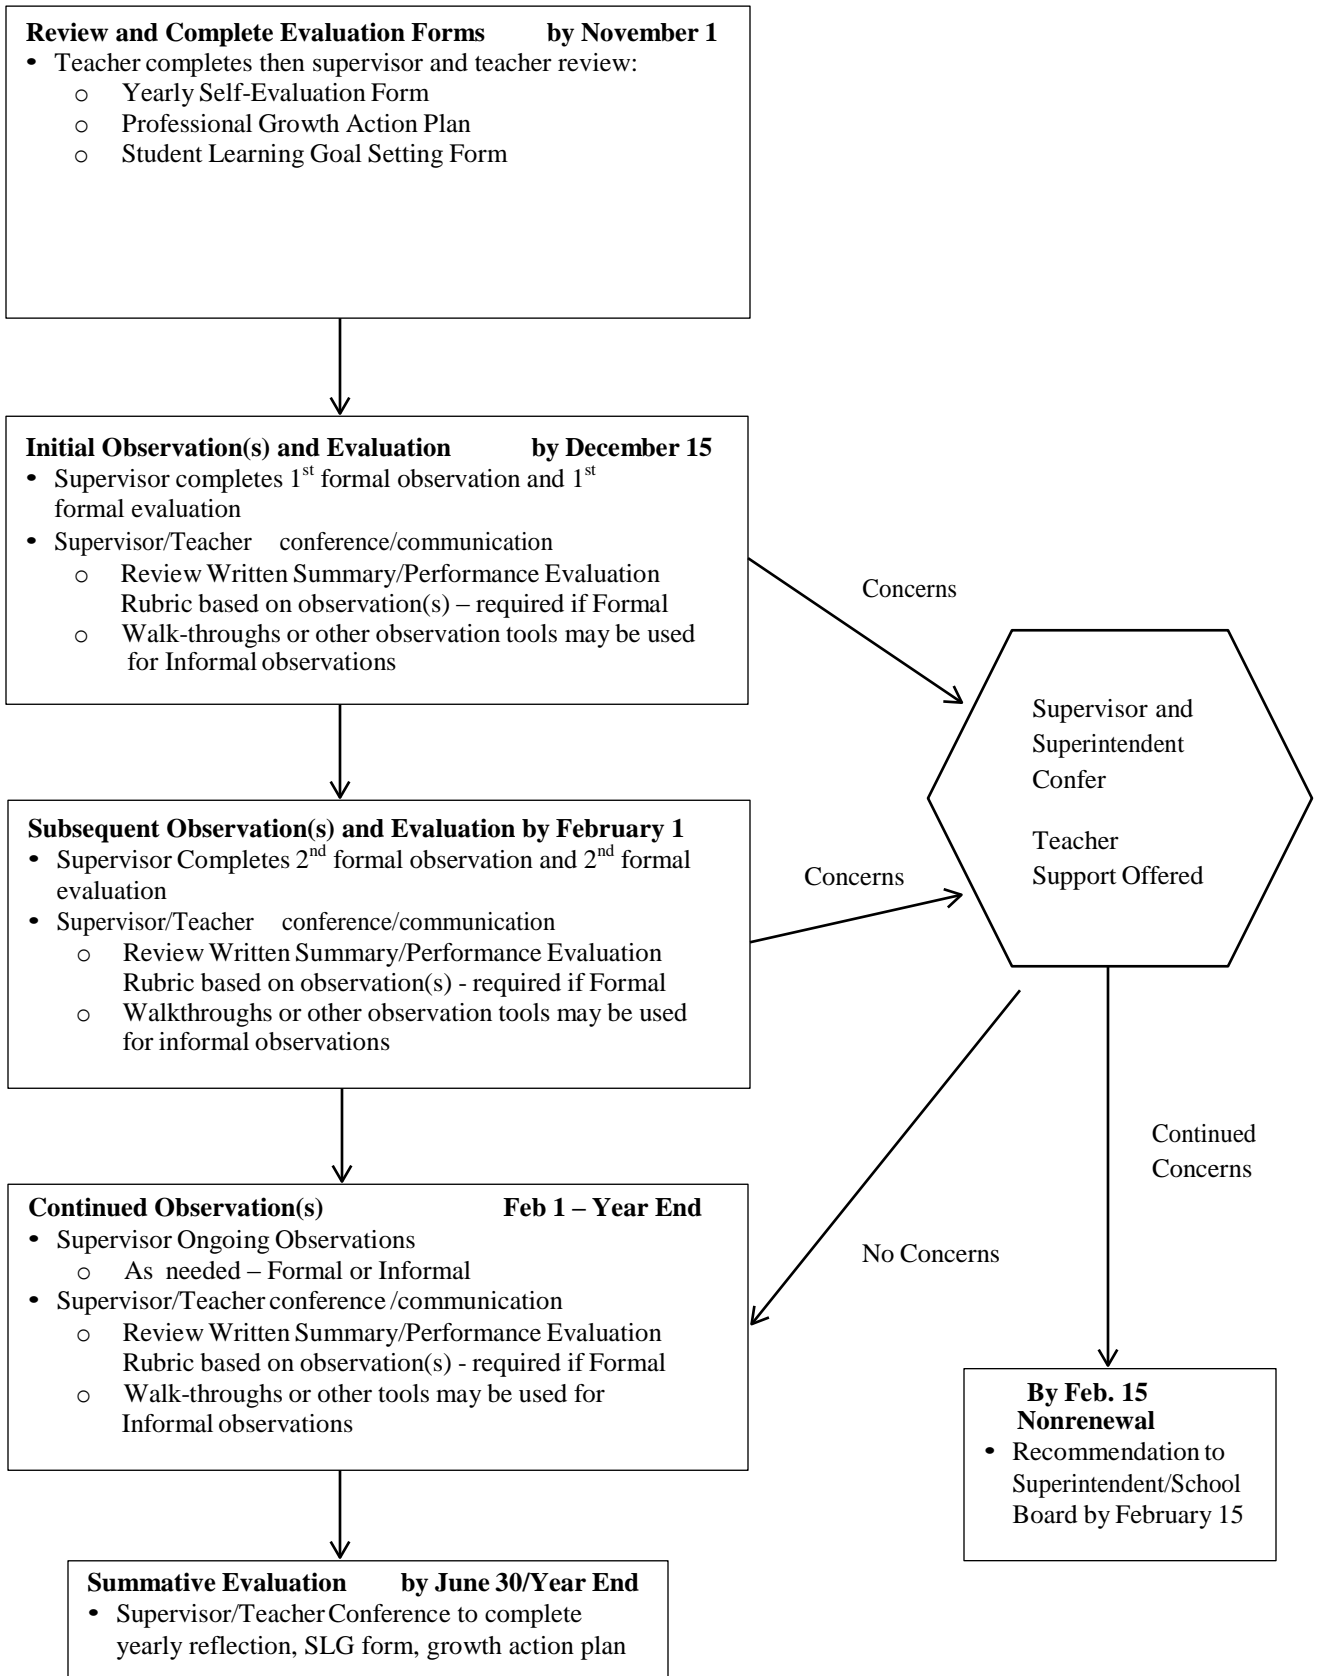 Review and Complete Evaluation Forms by November 1
• Teacher completes then supervisor and teacher review:
o Yearly Self-Evaluation Form
o Professional Growth Action Plan
o Student Learning Goal Setting Form
Initial Observation(s) and Evaluation by December 15
• Supervisor completes 1st formal observation and 1st
formal evaluation
• Supervisor/Teacher conference/communication
o Review Written Summary/Performance Evaluation
Rubric based on observation(s) – required if Formal
o Walk-throughs or other observation tools may be used
for Informal observations
Concerns
Supervisor and
Superintendent
Confer
Teacher
Support Offered
Subsequent Observation(s) and Evaluation by February 1
• Supervisor Completes 2nd formal observation and 2nd formal
evaluation
• Supervisor/Teacher conference/communication
o Review Written Summary/Performance Evaluation
Rubric based on observation(s) - required if Formal
o Walkthroughs or other observation tools may be used
for informal observations
Concerns
Continued
Concerns
No Concerns
Continued Observation(s) Feb 1 – Year End
• Supervisor Ongoing Observations
o As needed – Formal or Informal
• Supervisor/Teacher conference /communication
o Review Written Summary/Performance Evaluation
Rubric based on observation(s) - required if Formal
o Walk-throughs or other tools may be used for
Informal observations
By Feb. 15
Nonrenewal
• Recommendation to
Superintendent/School
Board by February 15
Summative Evaluation by June 30/Year End
• Supervisor/Teacher Conference to complete
yearly reflection, SLG form, growth action plan